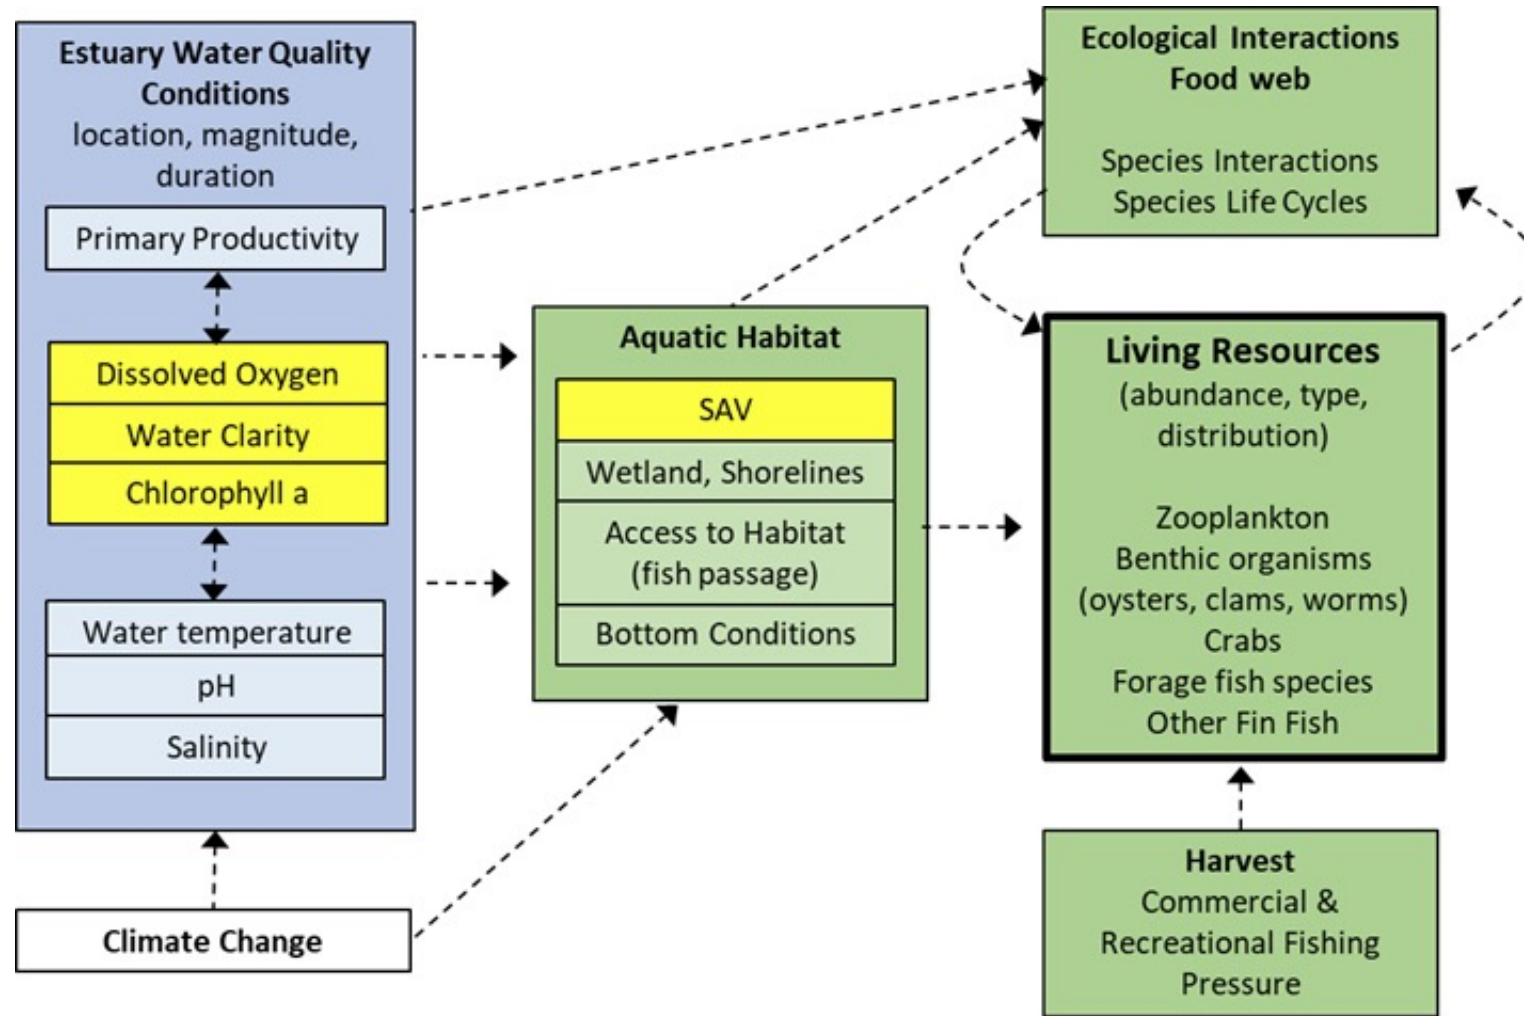 Estuary Water Quality
Conditions
location, magnitude,
duration
Primary Productivity
Dissolved Oxygen
Water Clarity
Chlorophyll a
Water temperature
pH
Salinity
Climate Change
Aquatic Habitat
SAV
Wetland, Shorelines
Access to Habitat
(fish passage)
Bottom Conditions
Ecological Interactions
Food web
Species Interactions
Species Life Cycles
Living Resources
(abundance, type,
distribution)
Zooplankton
Benthic organisms
(oysters, clams, worms)
Crabs
Forage fish species
Other Fin Fish
Harvest
Commercial &
Recreational Fishing
Pressure